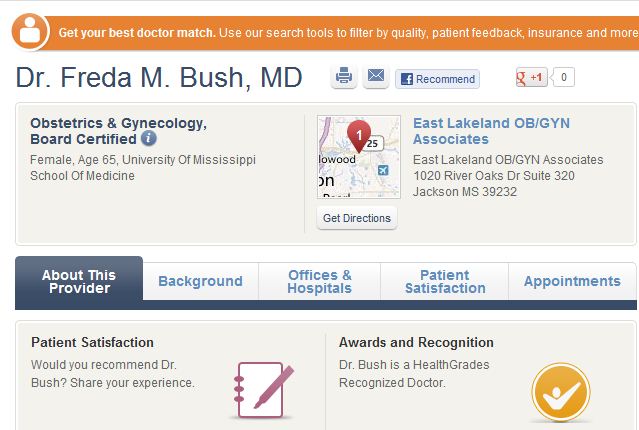 Get your best doctor match. Use our search tools to filter by quality, patient feedback, insurance and more
Dr. Freda M. Bush, MD
Recommend
+1
0
Obstetrics & Gynecology,
Board Certified
Female, Age 65, University Of Mississippi
School Of Medicine
1
25
lowood
on
Get Directions
East Lakeland OB/GYN
Associates
East Lakeland OB/GYN Associates
1020 River Oaks Dr Suite 320
Jackson MS 39232
About This
Provider
Background
Offices &
Hospitals
Patient
Satisfaction
Appointments
Patient Satisfaction
Would you recommend Dr.
Bush? Share your experience.
Awards and Recognition
Dr. Bush is a HealthGrades
Recognized Doctor.